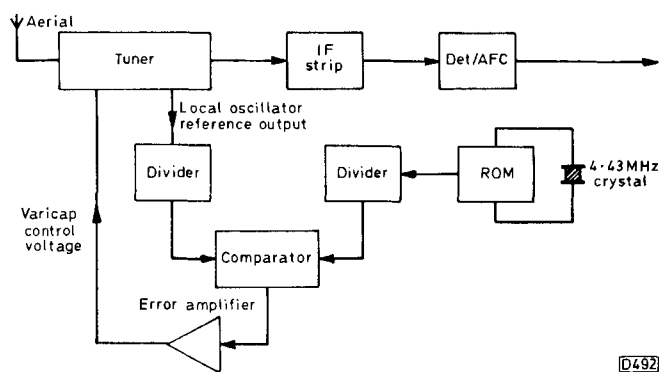 Aerial
Tuner
IF
strip
Det/AFC
Local oscillator
reference output
Divider
Divider
ROM
4·43MHz
crystal
Varicap
control
voltage
Comparator
Error amplifier
D492